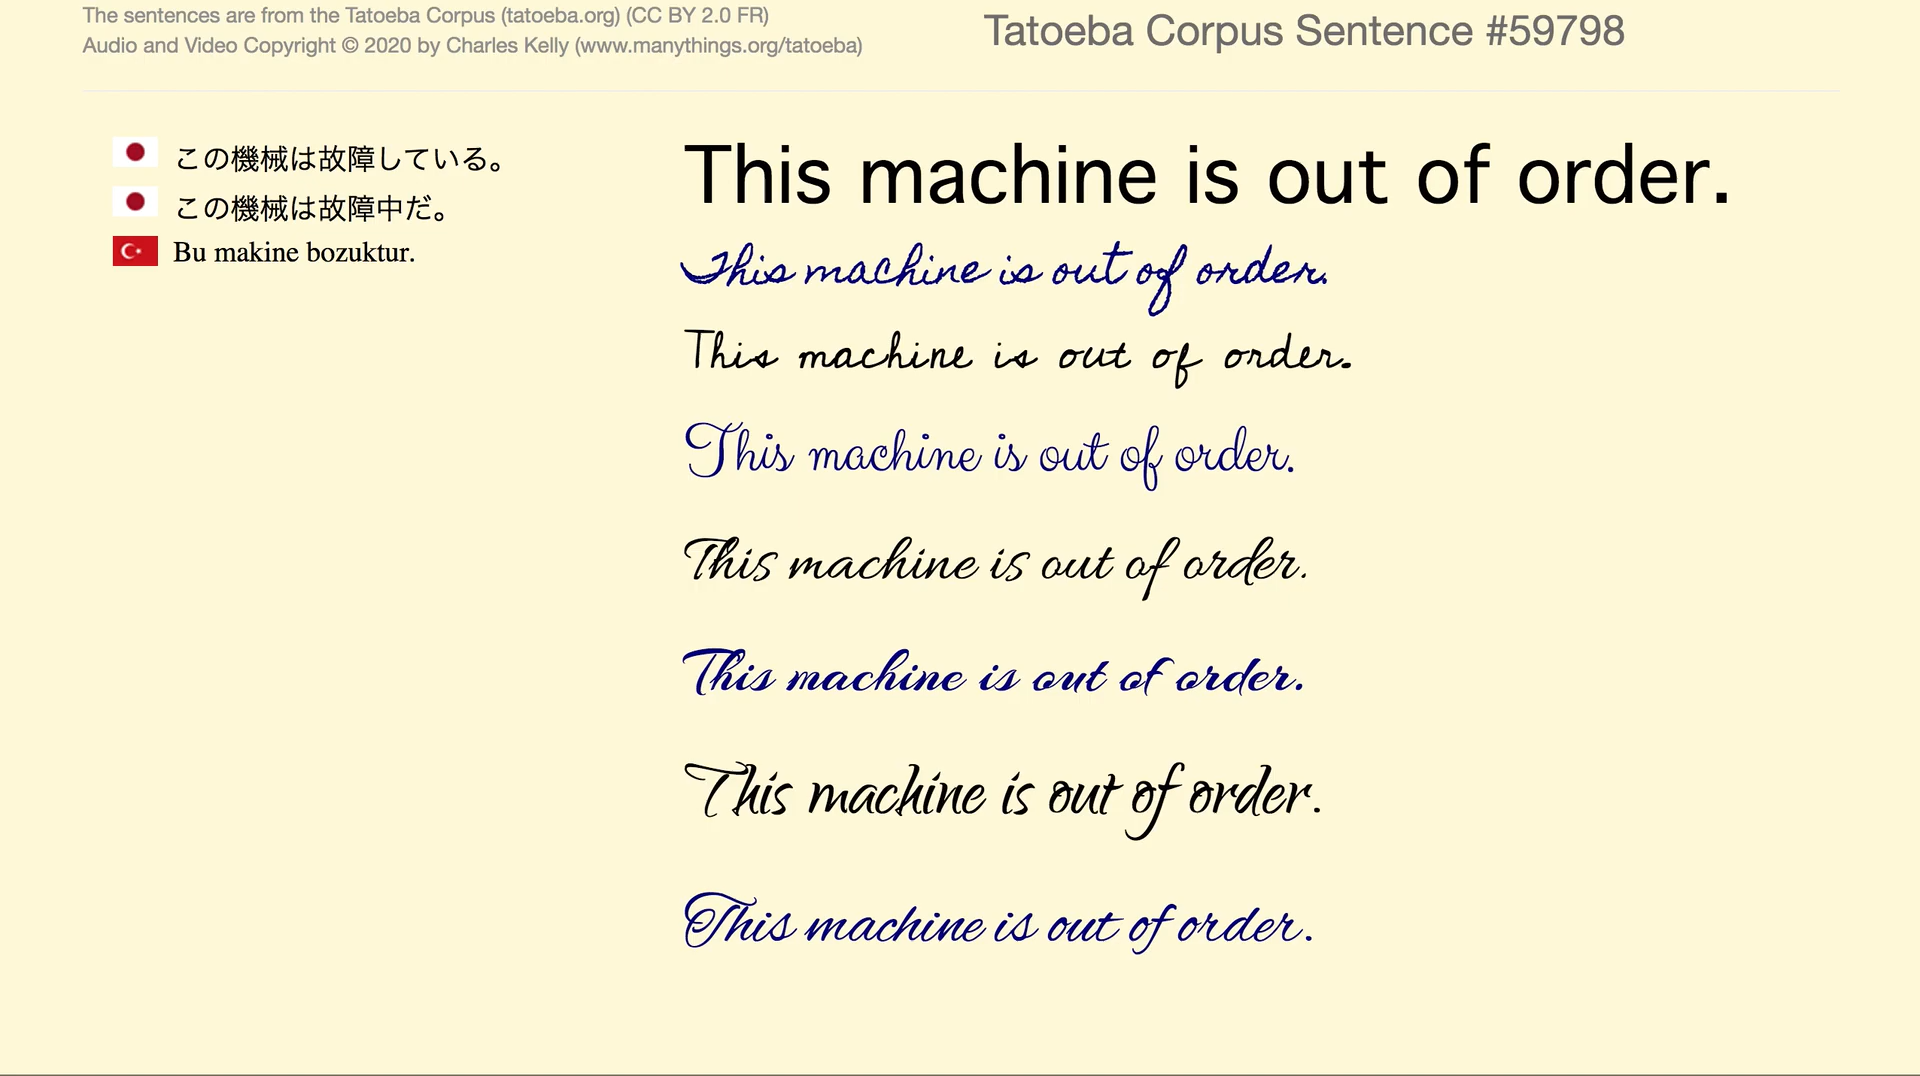 The sentences are from the Tatoeba Corpus (tatoeba.org) (CC BY 2.0 FR)
Audio and Video Copyright © 2020 by Charles Kelly (www.manythings.org/tatoeba)
Tatoeba Corpus Sentence #59798
この機械は故障している。
この機械は故障中だ。
Bu makine bozuktur.
This machine is out of order.
This machine is out of order.
This machine is out of order.
This machine is out of order.
This machine is out of order.
This machine is out of order.
This machine is out of order.
This machine is out of order.